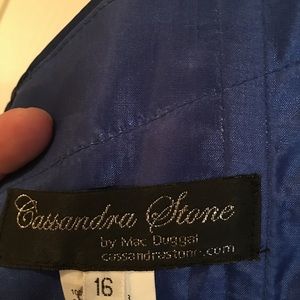 Cassandra Stone
by Mac Duggal
cassandrastone.com
16